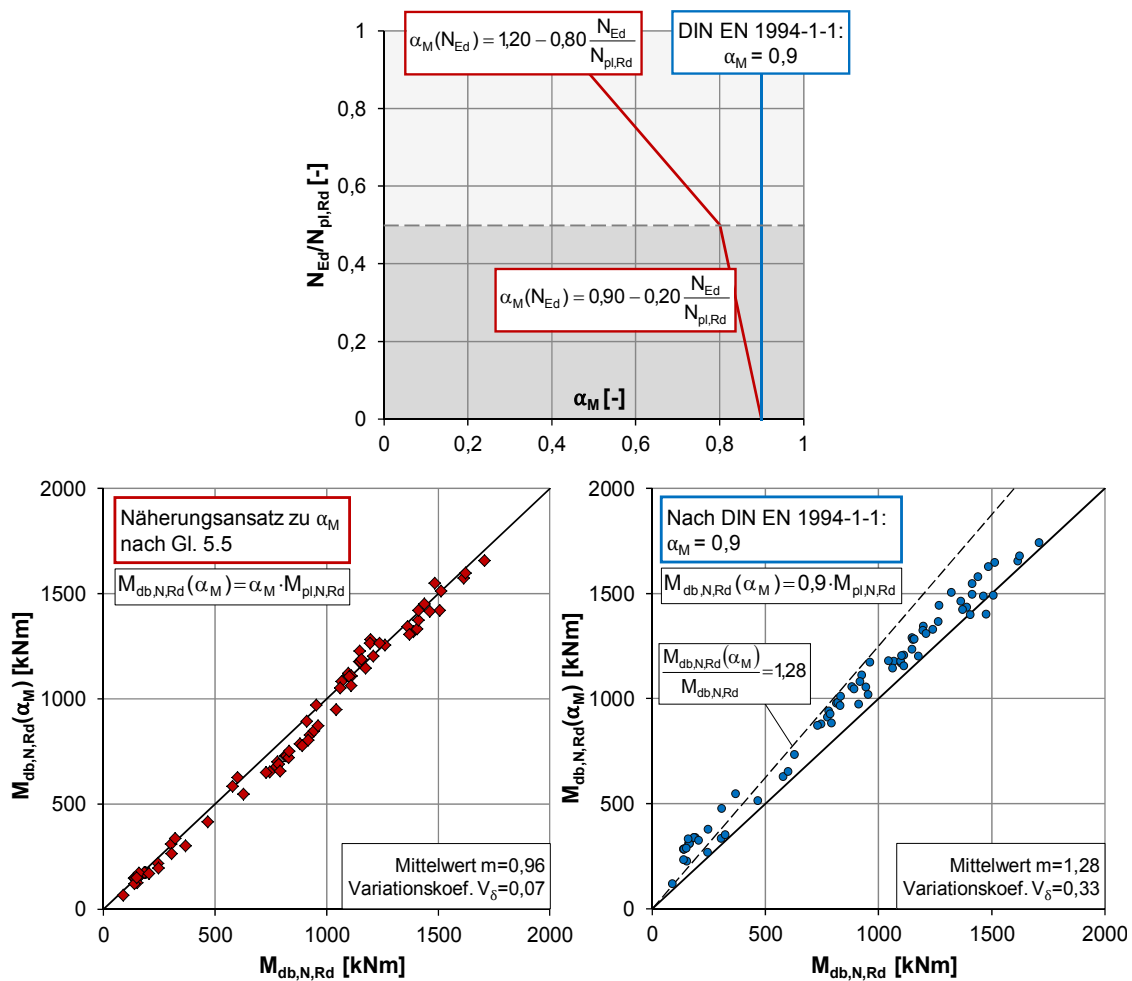 α_M(N_Ed) = 1,20 − 0,80 N_Ed/N_pl,Rd
DIN EN 1994-1-1:
α_M = 0,9
1
0,8
0,6
0,4
0,2
0
N_Ed/N_pl,Rd [-]
α_M(N_Ed) = 0,90 − 0,20 N_Ed/N_pl,Rd
α_M [-]
0
0,2
0,4
0,6
0,8
1
2000
1500
1000
500
0
M_db,N,Rd(α_M) [kNm]
Näherungsansatz zu α_M
nach Gl. 5.5
M_db,N,Rd(α_M) = α_M · M_pl,N,Rd
Mittelwert m=0,96
Variationskoef. V_δ=0,07
0
500
1000
1500
2000
M_db,N,Rd [kNm]
2000
1500
1000
500
0
M_db,N,Rd(α_M) [kNm]
Nach DIN EN 1994-1-1:
α_M = 0,9
M_db,N,Rd (α_M) = 0,9 · M_pl,N,Rd
M_db,N,Rd(α_M)/M_db,N,Rd = 1,28
Mittelwert m=1,28
Variationskoef. V_δ=0,33
0
500
1000
1500
2000
M_db,N,Rd [kNm]